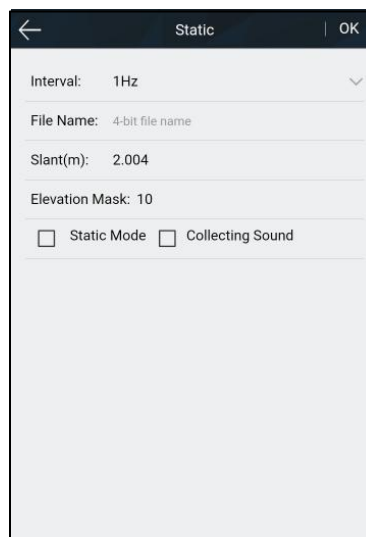 Static | OK
Interval: 1Hz
File Name: 4-bit file name
Slant(m): 2.004
Elevation Mask: 10
Static Mode Collecting Sound